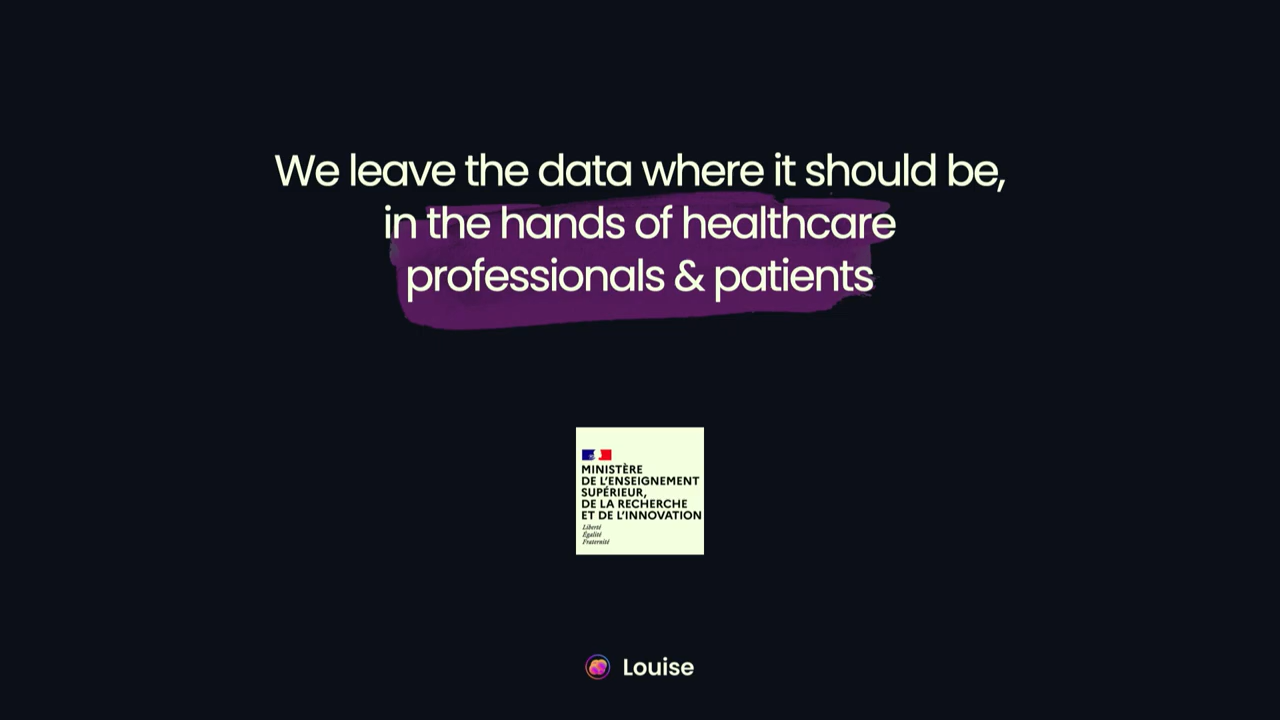 We leave the data where it should be,
in the hands of healthcare
professionals & patients
MINISTÈRE
DE L'ENSEIGNEMENT
SUPÉRIEUR,
DE LA RECHERCHE
ET DE L'INNOVATION
Liberté
Égalité
Fraternité
Louise